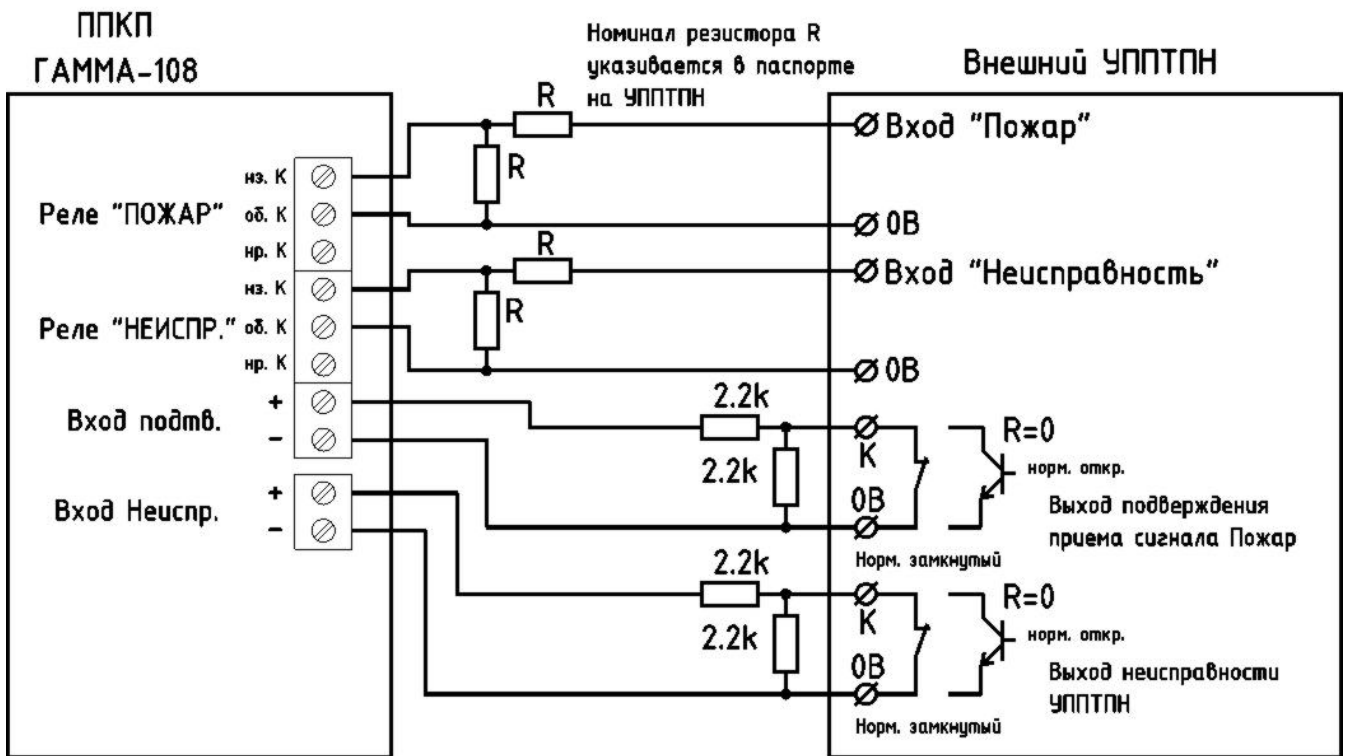 ППКП
ГАММА-108
Номинал резистора R
указивается в паспорте
на УППТПН
Внешний УППТПН
R
Вход "Пожар"
R
нз. К
Реле "ПОЖАР"
об. К
0В
нр. К
R
нз. К
Вход "Неисправность"
R
Реле "НЕИСПР."
об. К
нр. К
0В
Вход подтв.
+
-
2.2k
2.2k
К
0В
R=0
норм. откр.
Выход подверждения
приема сигнала Пожар
Норм. замкнутый
Вход Неиспр.
+
-
2.2k
2.2k
К
0В
R=0
норм. откр.
Выход неисправности
УППТПН
Норм. замкнутый